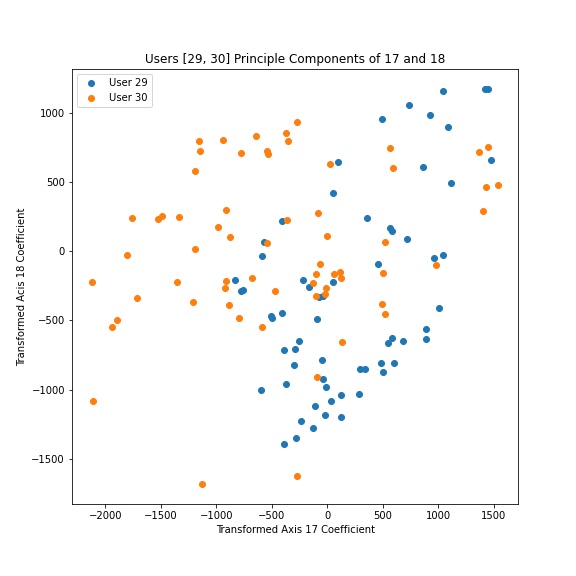 Users [29, 30] Principle Components of 17 and 18
User 29
User 30
1000
500
0
−500
−1000
−1500
Transformed Acis 18 Coefficient
−2000
−1500
−1000
−500
0
500
1000
1500
Transformed Axis 17 Coefficient